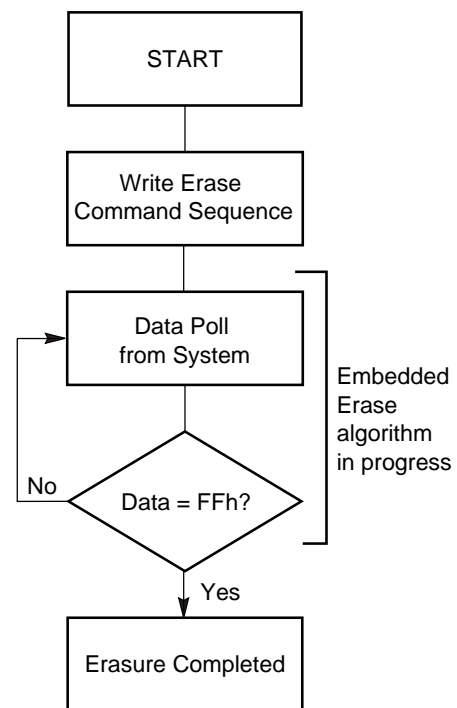 START
Write Erase
Command Sequence
Data Poll
from System
Embedded
Erase
algorithm
in progress
No
Data = FFh?
Yes
Erasure Completed